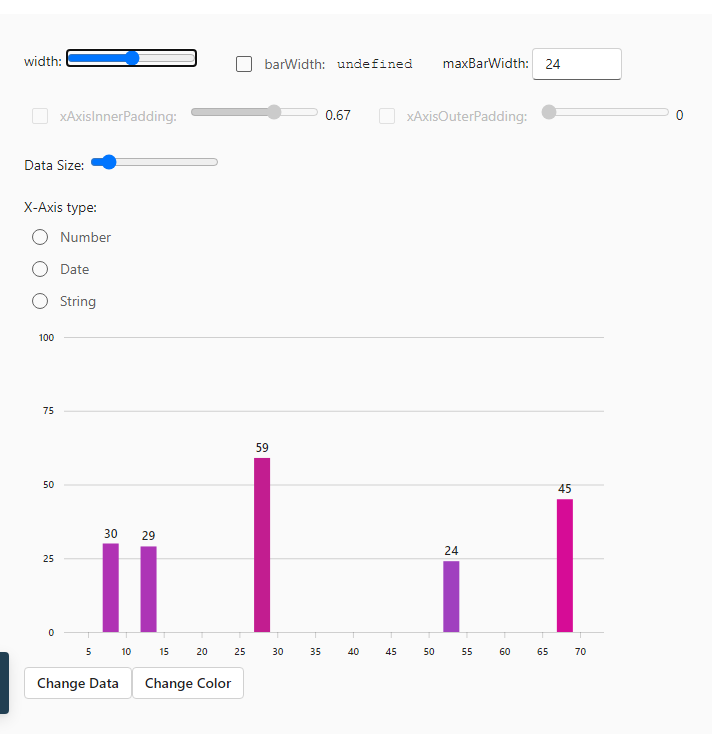 width: barWidth: undefined maxBarWidth: 24
xAxisInnerPadding: 0.67 xAxisOuterPadding: 0
Data Size:
X-Axis type:
Number
Date
String
100
75
59
50
45
30
29
24
25
0
5 10 15 20 25 30 35 40 45 50 55 60 65 70
Change Data Change Color